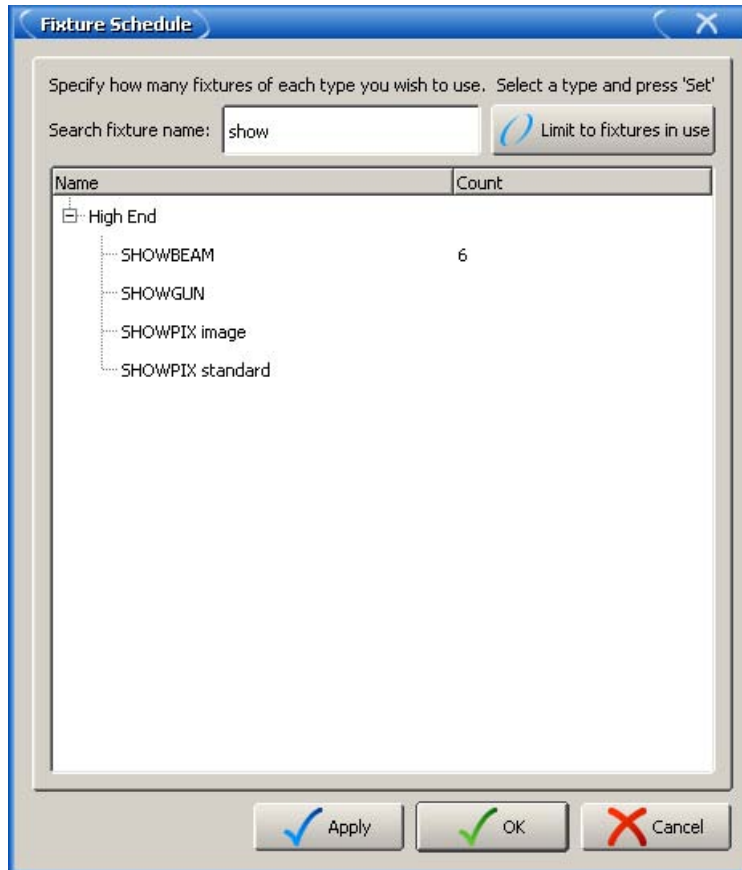 Fixture Schedule
Specify how many fixtures of each type you wish to use. Select a type and press 'Set'
Search fixture name: show Limit to fixtures in use
Name Count
High End
SHOWBEAM 6
SHOWGUN
SHOWPIX image
SHOWPIX standard
Apply OK Cancel